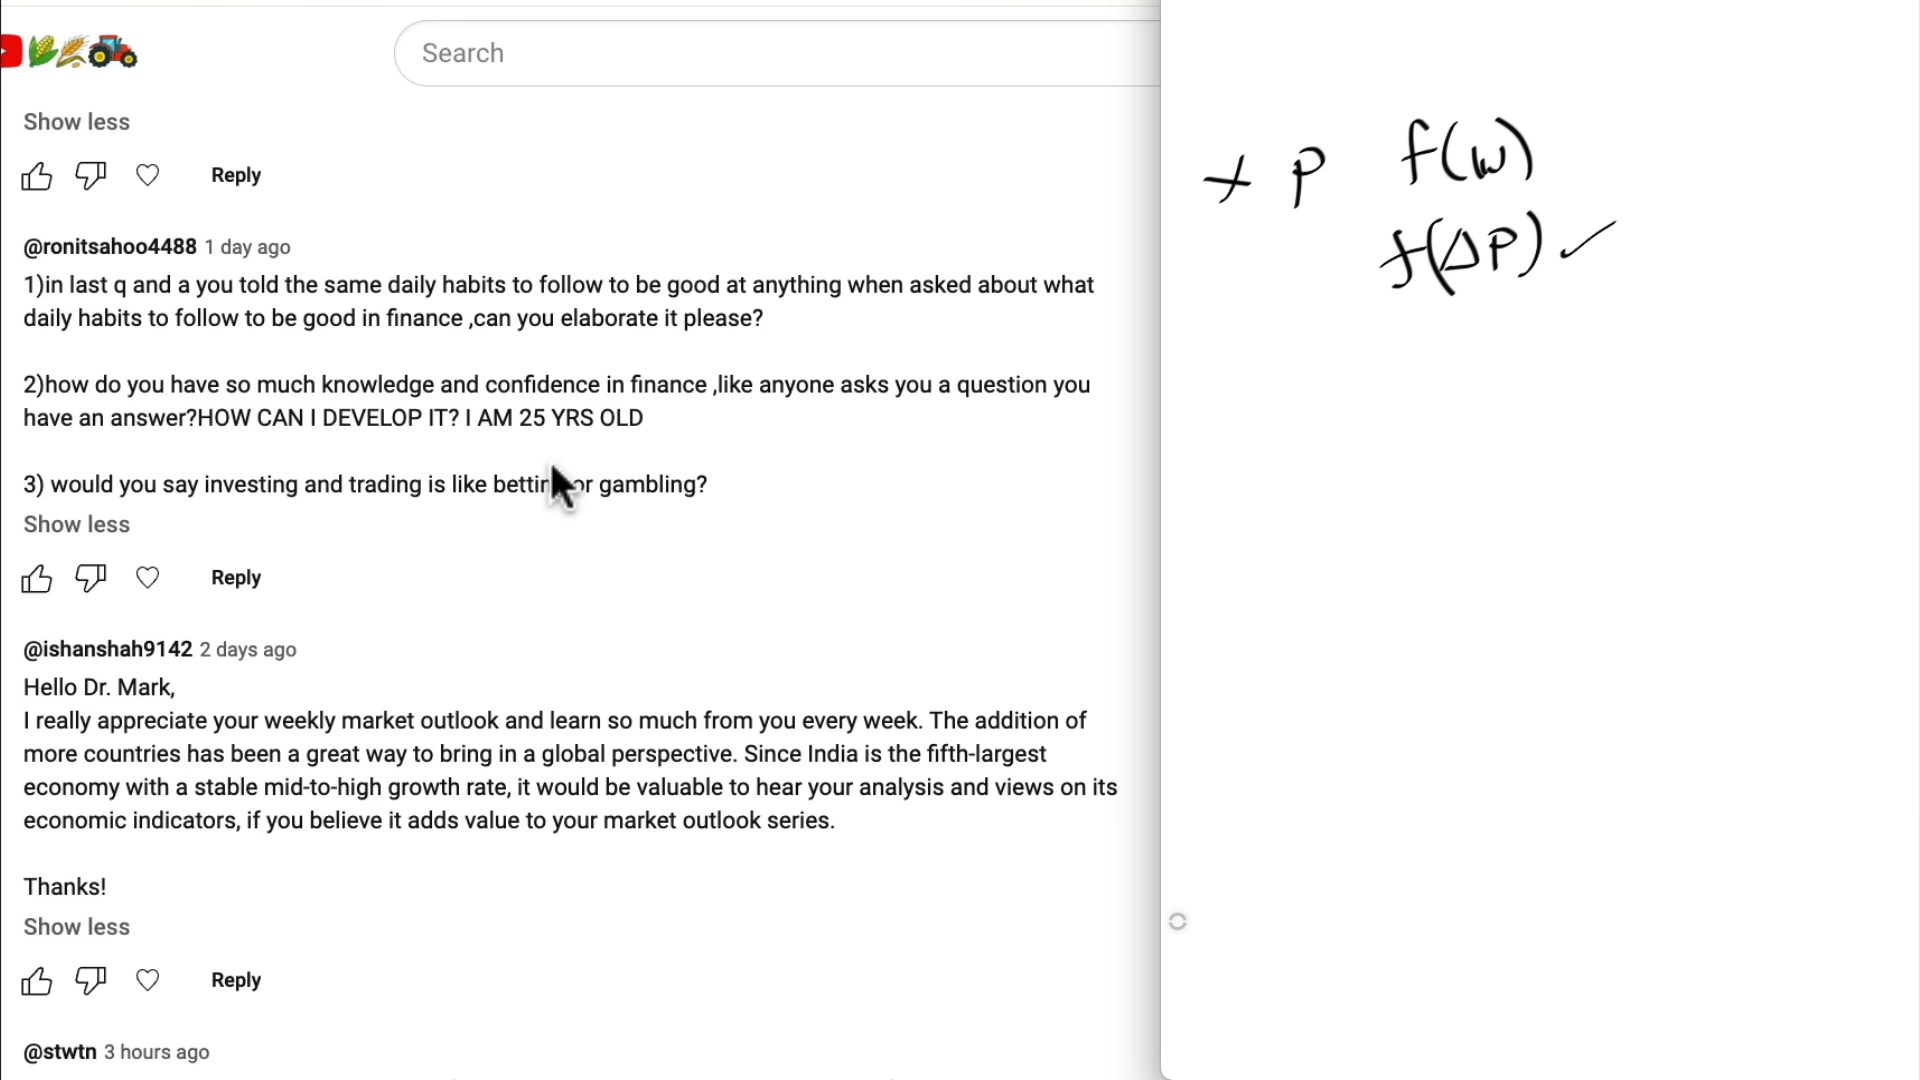 Search
Show less
Reply
@ronitsahoo4488 1 day ago
1)in last q and a you told the same daily habits to follow to be good at anything when asked about what
daily habits to follow to be good in finance ,can you elaborate it please?
2)how do you have so much knowledge and confidence in finance ,like anyone asks you a question you
have an answer?HOW CAN I DEVELOP IT? I AM 25 YRS OLD
3) would you say investing and trading is like betting or gambling?
Show less
Reply
@ishanshah9142 2 days ago
Hello Dr. Mark,
I really appreciate your weekly market outlook and learn so much from you every week. The addition of
more countries has been a great way to bring in a global perspective. Since India is the fifth-largest
economy with a stable mid-to-high growth rate, it would be valuable to hear your analysis and views on its
economic indicators, if you believe it adds value to your market outlook series.
Thanks!
Show less
Reply
@stwtn 3 hours ago
+ P f(w)
f(ΔP) ✓